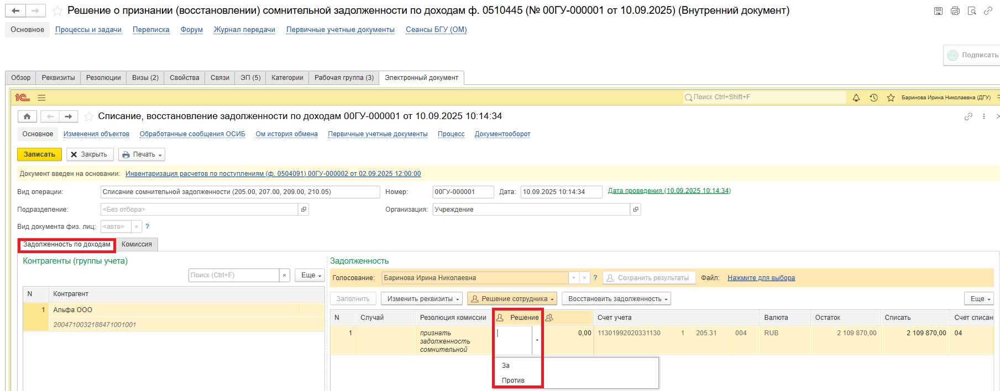 Решение о признании (восстановлении) сомнительной задолженности по доходам ф. 0510445 (№ 00ГУ-000001 от 10.09.2025) (Внутренний документ)
Основное Процессы и задачи Переписка Форум Журнал передачи Первичные учетные документы Сеансы БГУ (ОМ)
Подписать
Обзор Реквизиты Резолюции Визы (2) Свойства Связи ЭП (5) Категории Рабочая группа (3) Электронный документ
1С Поиск Ctrl+Shift+F Баринова Ирина Николаевна (ДГУ)
Списание, восстановление задолженности по доходам 00ГУ-000001 от 10.09.2025 10:14:34
Основное Изменения объектов Обработанные сообщения ОСИБ Ом история обмена Первичные учетные документы Процесс Документооборот
Записать Закрыть Печать
Документ введен на основании: Инвентаризация расчетов по поступлениям (ф. 0504091) 00ГУ-000002 от 02.09.2025 12:00:00
Вид операции: Списание сомнительной задолженности (205.00, 207.00, 209.00, 210.05) Номер: 00ГУ-000001 Дата: 10.09.2025 10:14:34 Дата проведения (10.09.2025 10:14:34)
Подразделение: <Без отбора> Организация: Учреждение
Вид документа физ. лиц: <авто> × ?
Задолженность по доходам Комиссия
Контрагенты (группы учета) Задолженность
Поиск (Ctrl+F) × Еще
Голосование: Баринова Ирина Николаевна × ? Сохранить результаты Файл: Нажмите для выбора
Заполнить Изменить реквизиты Решение сотрудника Восстановить задолженность Еще
N Контрагент
1 Альфа ООО
2004710032188471001001
N Случай Резолюция комиссии Решение Счет учета Валюта Остаток Списать Счет списан
1 признать 0,00 11301992020331130 1 205.31 004 RUB 2 109 870,00 2 109 870,00 04
задолженность
сомнительной
За
Против